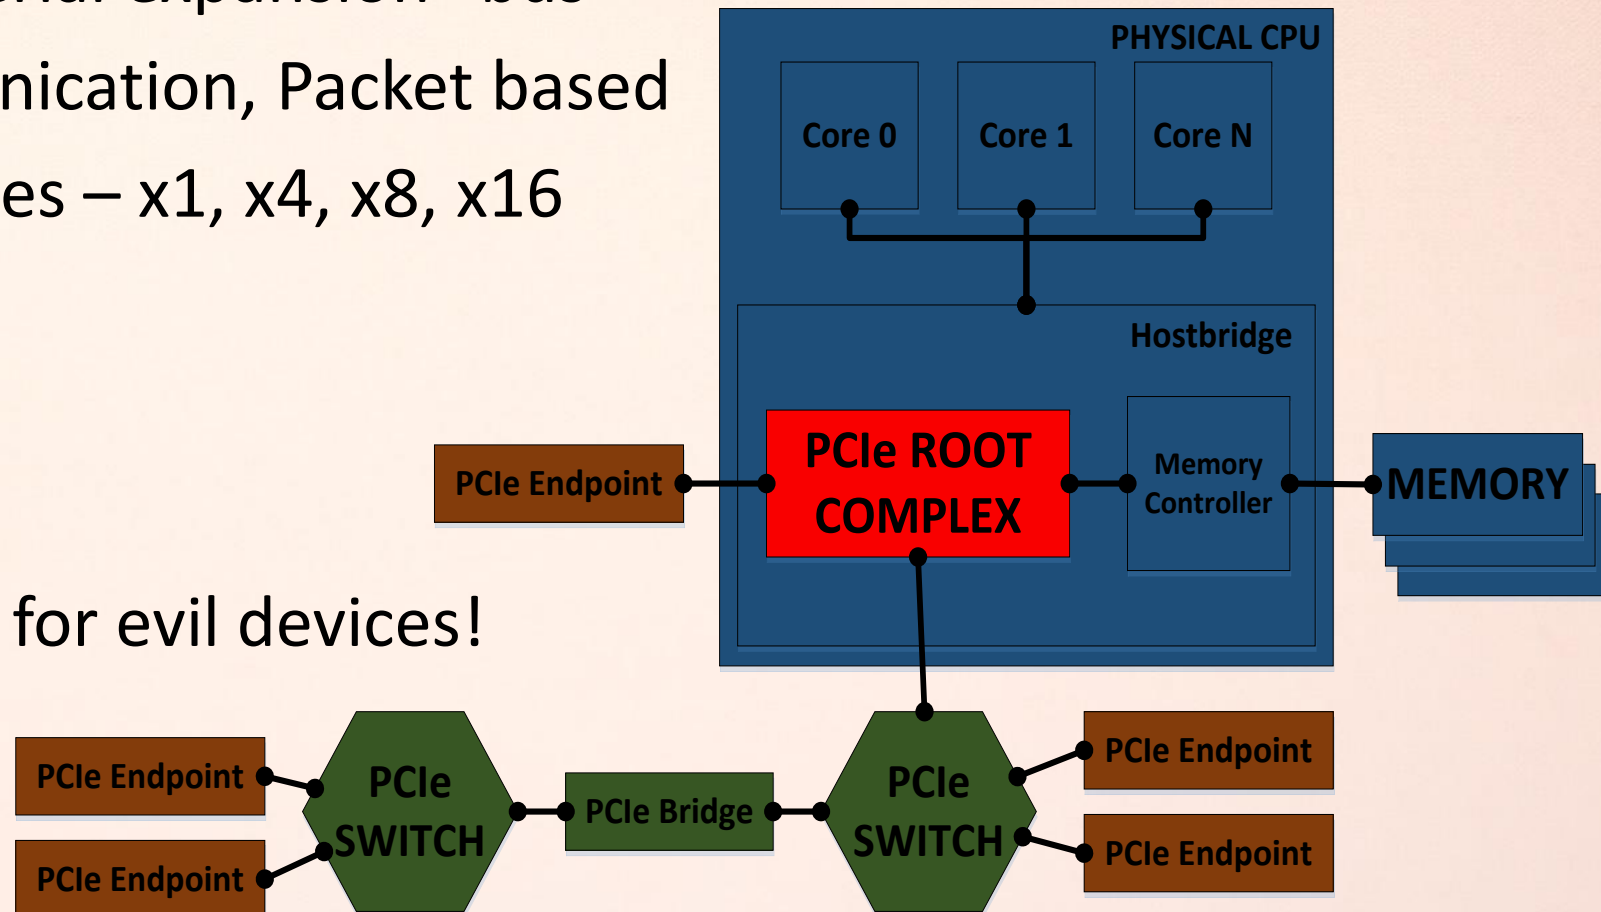 expansion" bus
nication, Packet based
es – x1, x4, x8, x16
for evil devices!
PHYSICAL CPU
Core 0
Core 1
Core N
Hostbridge
PCIe ROOT
COMPLEX
Memory
Controller
MEMORY
PCIe Endpoint
PCIe Endpoint
PCIe Endpoint
PCIe
SWITCH
PCIe Bridge
PCIe
SWITCH
PCIe Endpoint
PCIe Endpoint